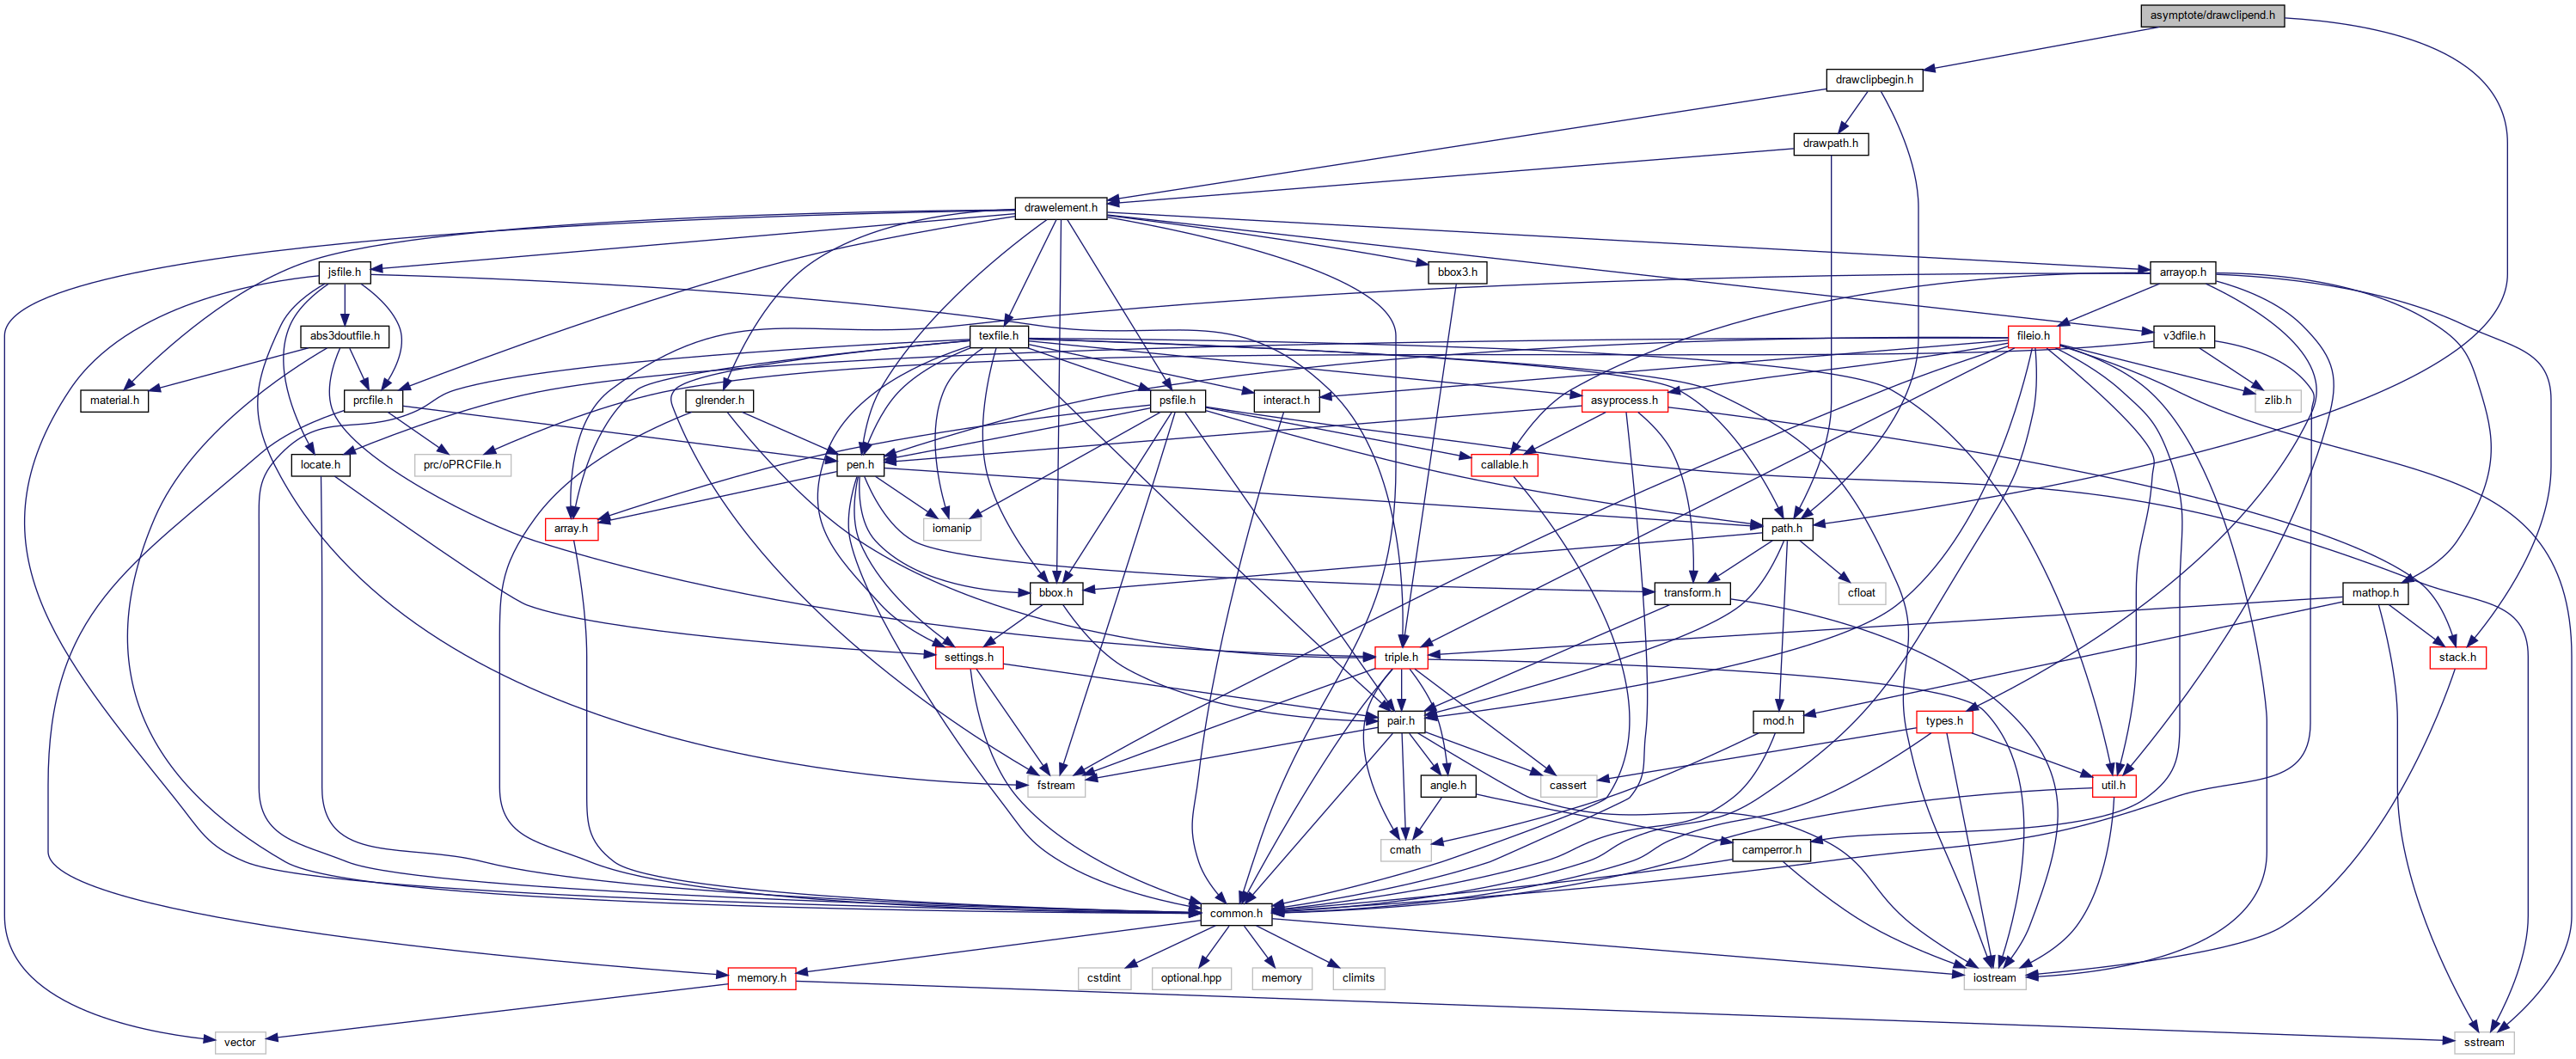 asymptote/drawclipend.h
drawclipbegin.h
drawpath.h
drawelement.h
jsfile.h
bbox3.h
arrayop.h
abs3doutfile.h
texfile.h
fileio.h
v3dfile.h
material.h
prcfile.h
glrender.h
psfile.h
interact.h
asyprocess.h
zlib.h
locate.h
prc/oPRCFile.h
pen.h
callable.h
array.h
iomanip
path.h
bbox.h
transform.h
cfloat
mathop.h
settings.h
triple.h
stack.h
pair.h
mod.h
types.h
fstream
angle.h
cassert
util.h
cmath
camperror.h
common.h
memory.h
cstdint
optional.hpp
memory
climits
iostream
vector
sstream